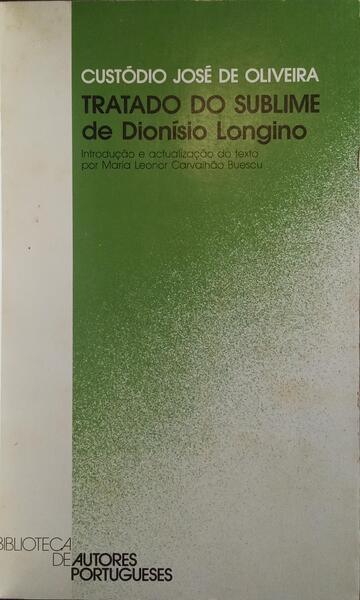 CUSTÓDIO JOSÉ DE OLIVEIRA
TRATADO DO SUBLIME
de Dionísio Longino
Introdução e actualização do texto
por Maria Leonor Carvalhão Buescu
BIBLIOTECA
DE AUTORES
PORTUGUESES